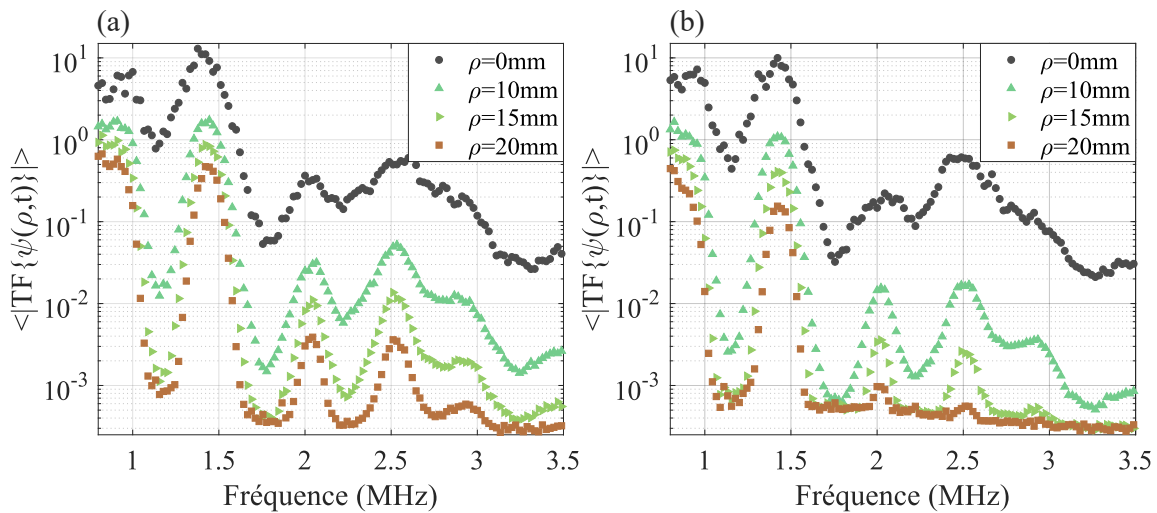 (a)
<|TF{ψ(ρ,t)}|>
10¹
10⁰
10⁻¹
10⁻²
10⁻³
1
1.5
2
2.5
3
3.5
Fréquence (MHz)
ρ=0mm
ρ=10mm
ρ=15mm
ρ=20mm
(b)
<|TF{ψ(ρ,t)}|>
10¹
10⁰
10⁻¹
10⁻²
10⁻³
1
1.5
2
2.5
3
3.5
Fréquence (MHz)
ρ=0mm
ρ=10mm
ρ=15mm
ρ=20mm